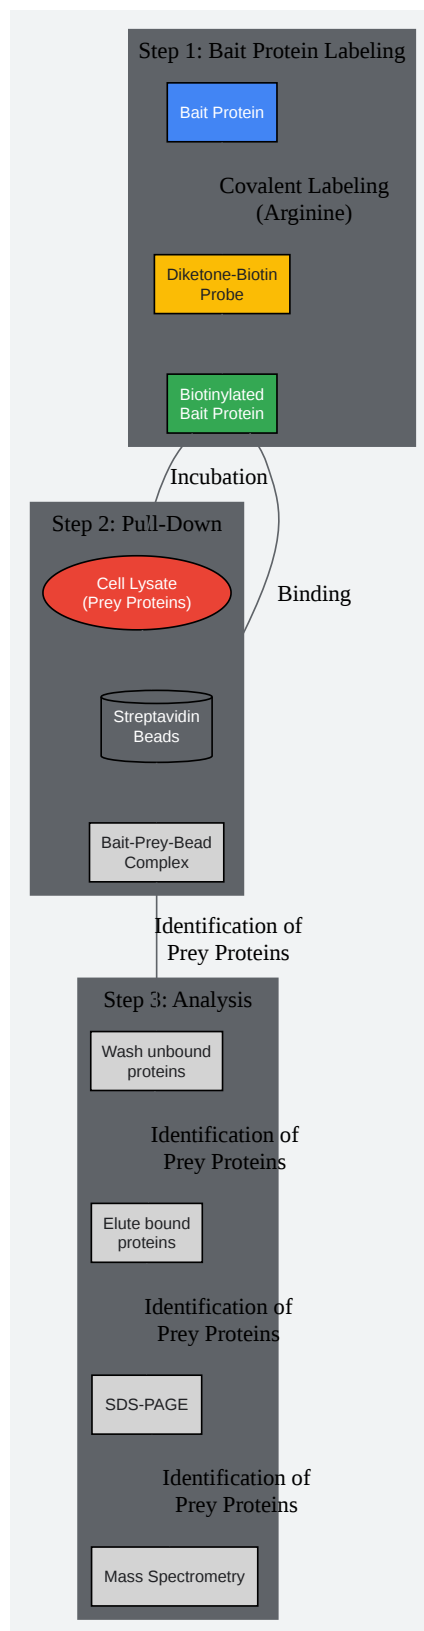 Step 1: Bait Protein Labeling
Bait Protein
Covalent Labeling
(Arginine)
Diketone-Biotin
Probe
Biotinylated
Bait Protein
Incubation
Step 2: Pull-Down
Cell Lysate
(Prey Proteins)
Binding
Streptavidin
Beads
Bait-Prey-Bead
Complex
Identification of
Prey Proteins
Step 3: Analysis
Wash unbound
proteins
Identification of
Prey Proteins
Elute bound
proteins
Identification of
Prey Proteins
SDS-PAGE
Identification of
Prey Proteins
Mass Spectrometry